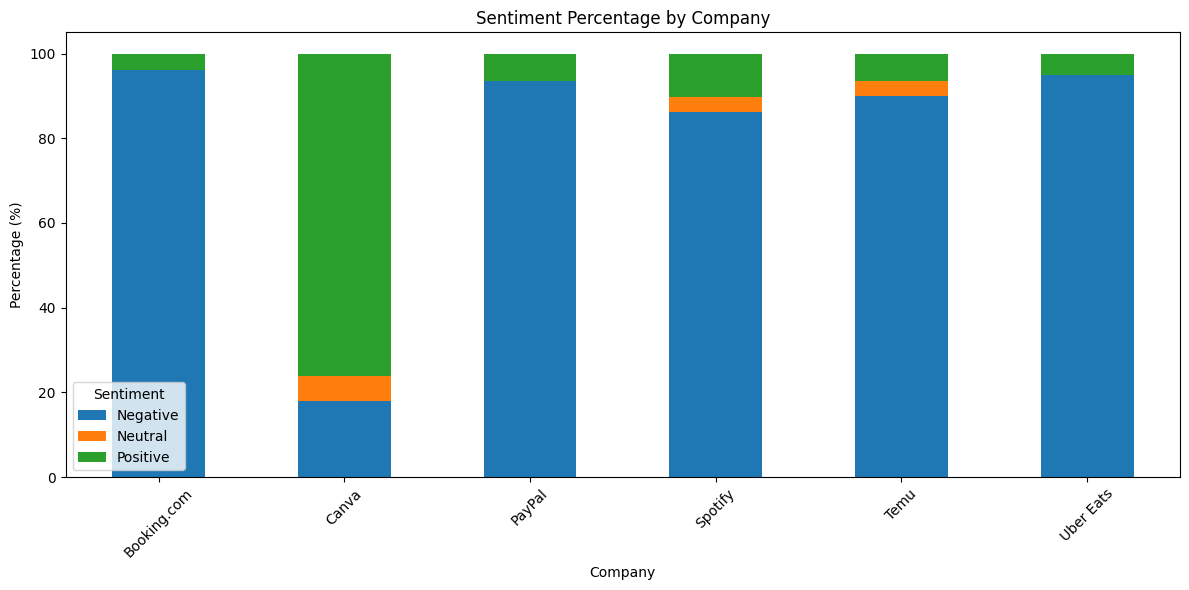 Sentiment Percentage by Company
Percentage (%)
100
80
60
40
20
0
Sentiment
Negative
Neutral
Positive
Booking.com
Canva
PayPal
Spotify
Temu
Uber Eats
Company